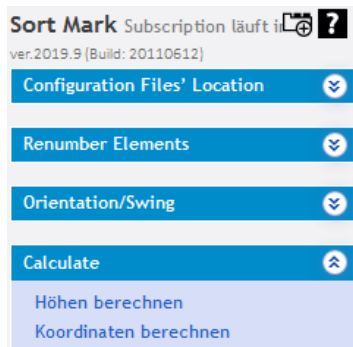 Sort Mark Subscription läuft i
?
ver.2019.9 (Build: 20110612)
Configuration Files' Location
Renumber Elements
Orientation/Swing
Calculate
Höhen berechnen
Koordinaten berechnen